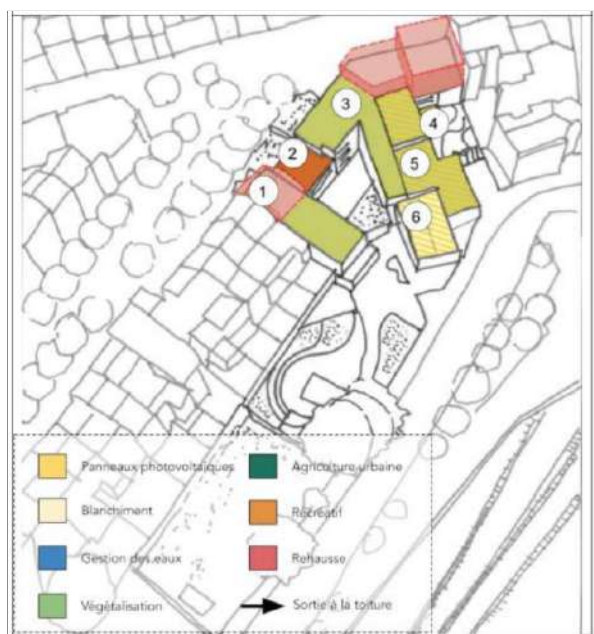 3
4
2
5
1
6
Panneaux photovoltaïques
Agriculture urbaine
Blanchiment
Récréatif
Gestion des eaux
Rehausse
Végétalisation
Sortie à la toiture